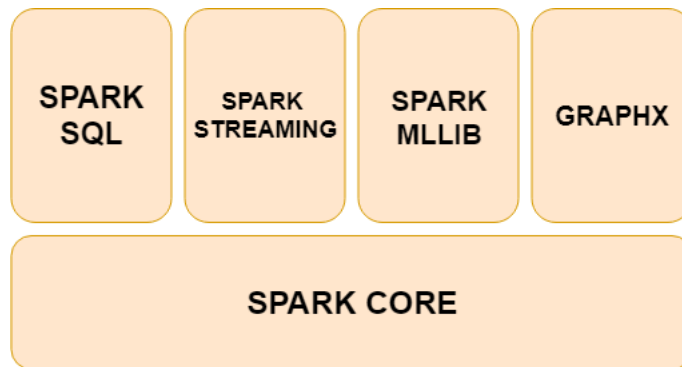 SPARK
SQL
SPARK
STREAMING
SPARK
MLLIB
GRAPHX
SPARK CORE